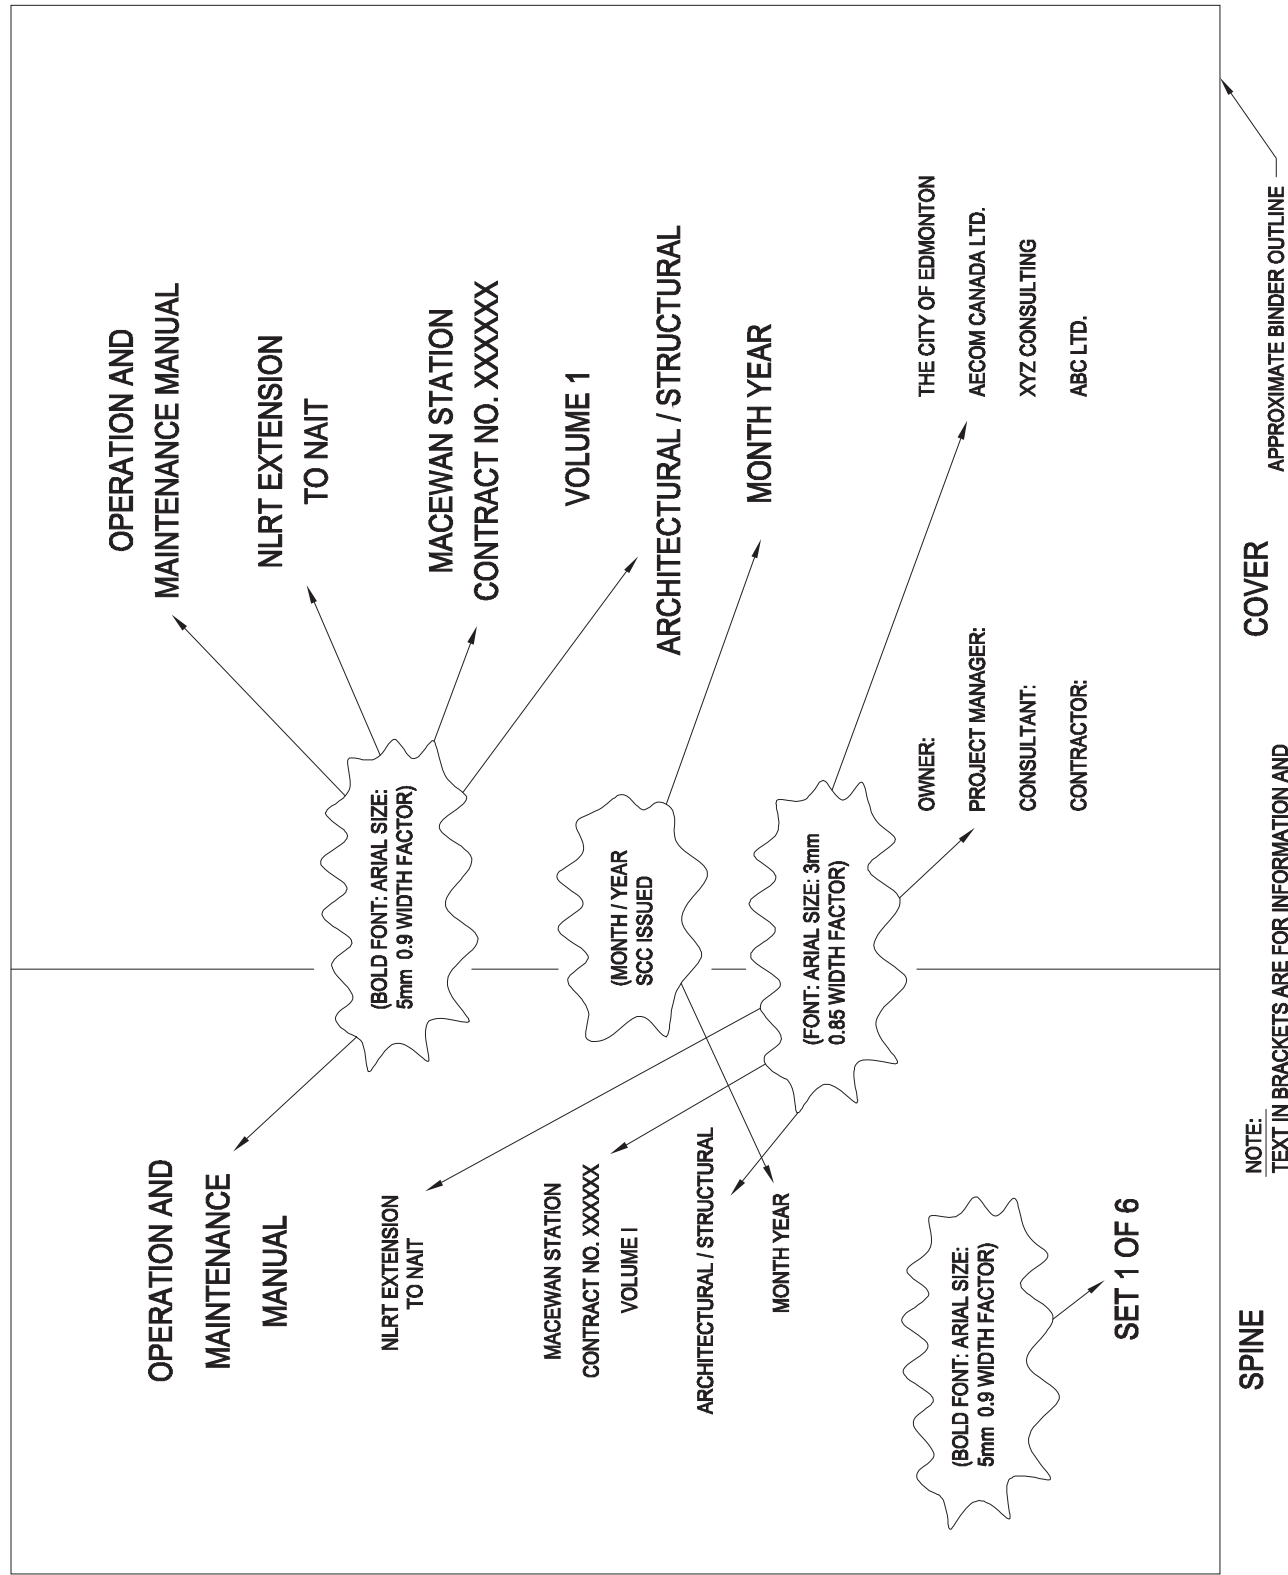 OPERATION AND
MAINTENANCE
MANUAL
NLRT EXTENSION
TO NAIT
MACEWAN STATION
CONTRACT NO. XXXXXX
VOLUME I
ARCHITECTURAL / STRUCTURAL
MONTH YEAR
(BOLD FONT: ARIAL SIZE:
5mm 0.9 WIDTH FACTOR)
SET 1 OF 6
SPINE
(BOLD FONT: ARIAL SIZE:
5mm 0.9 WIDTH FACTOR)
(MONTH / YEAR
SCC ISSUED
(FONT: ARIAL SIZE: 3mm
0.85 WIDTH FACTOR)
OPERATION AND
MAINTENANCE MANUAL
NLRT EXTENSION
TO NAIT
MACEWAN STATION
CONTRACT NO. XXXXXX
VOLUME 1
ARCHITECTURAL / STRUCTURAL
MONTH YEAR
OWNER: THE CITY OF EDMONTON
PROJECT MANAGER: AECOM CANADA LTD.
CONSULTANT: XYZ CONSULTING
CONTRACTOR: ABC LTD.
COVER
APPROXIMATE BINDER OUTLINE
NOTE:
TEXT IN BRACKETS ARE FOR INFORMATION AND